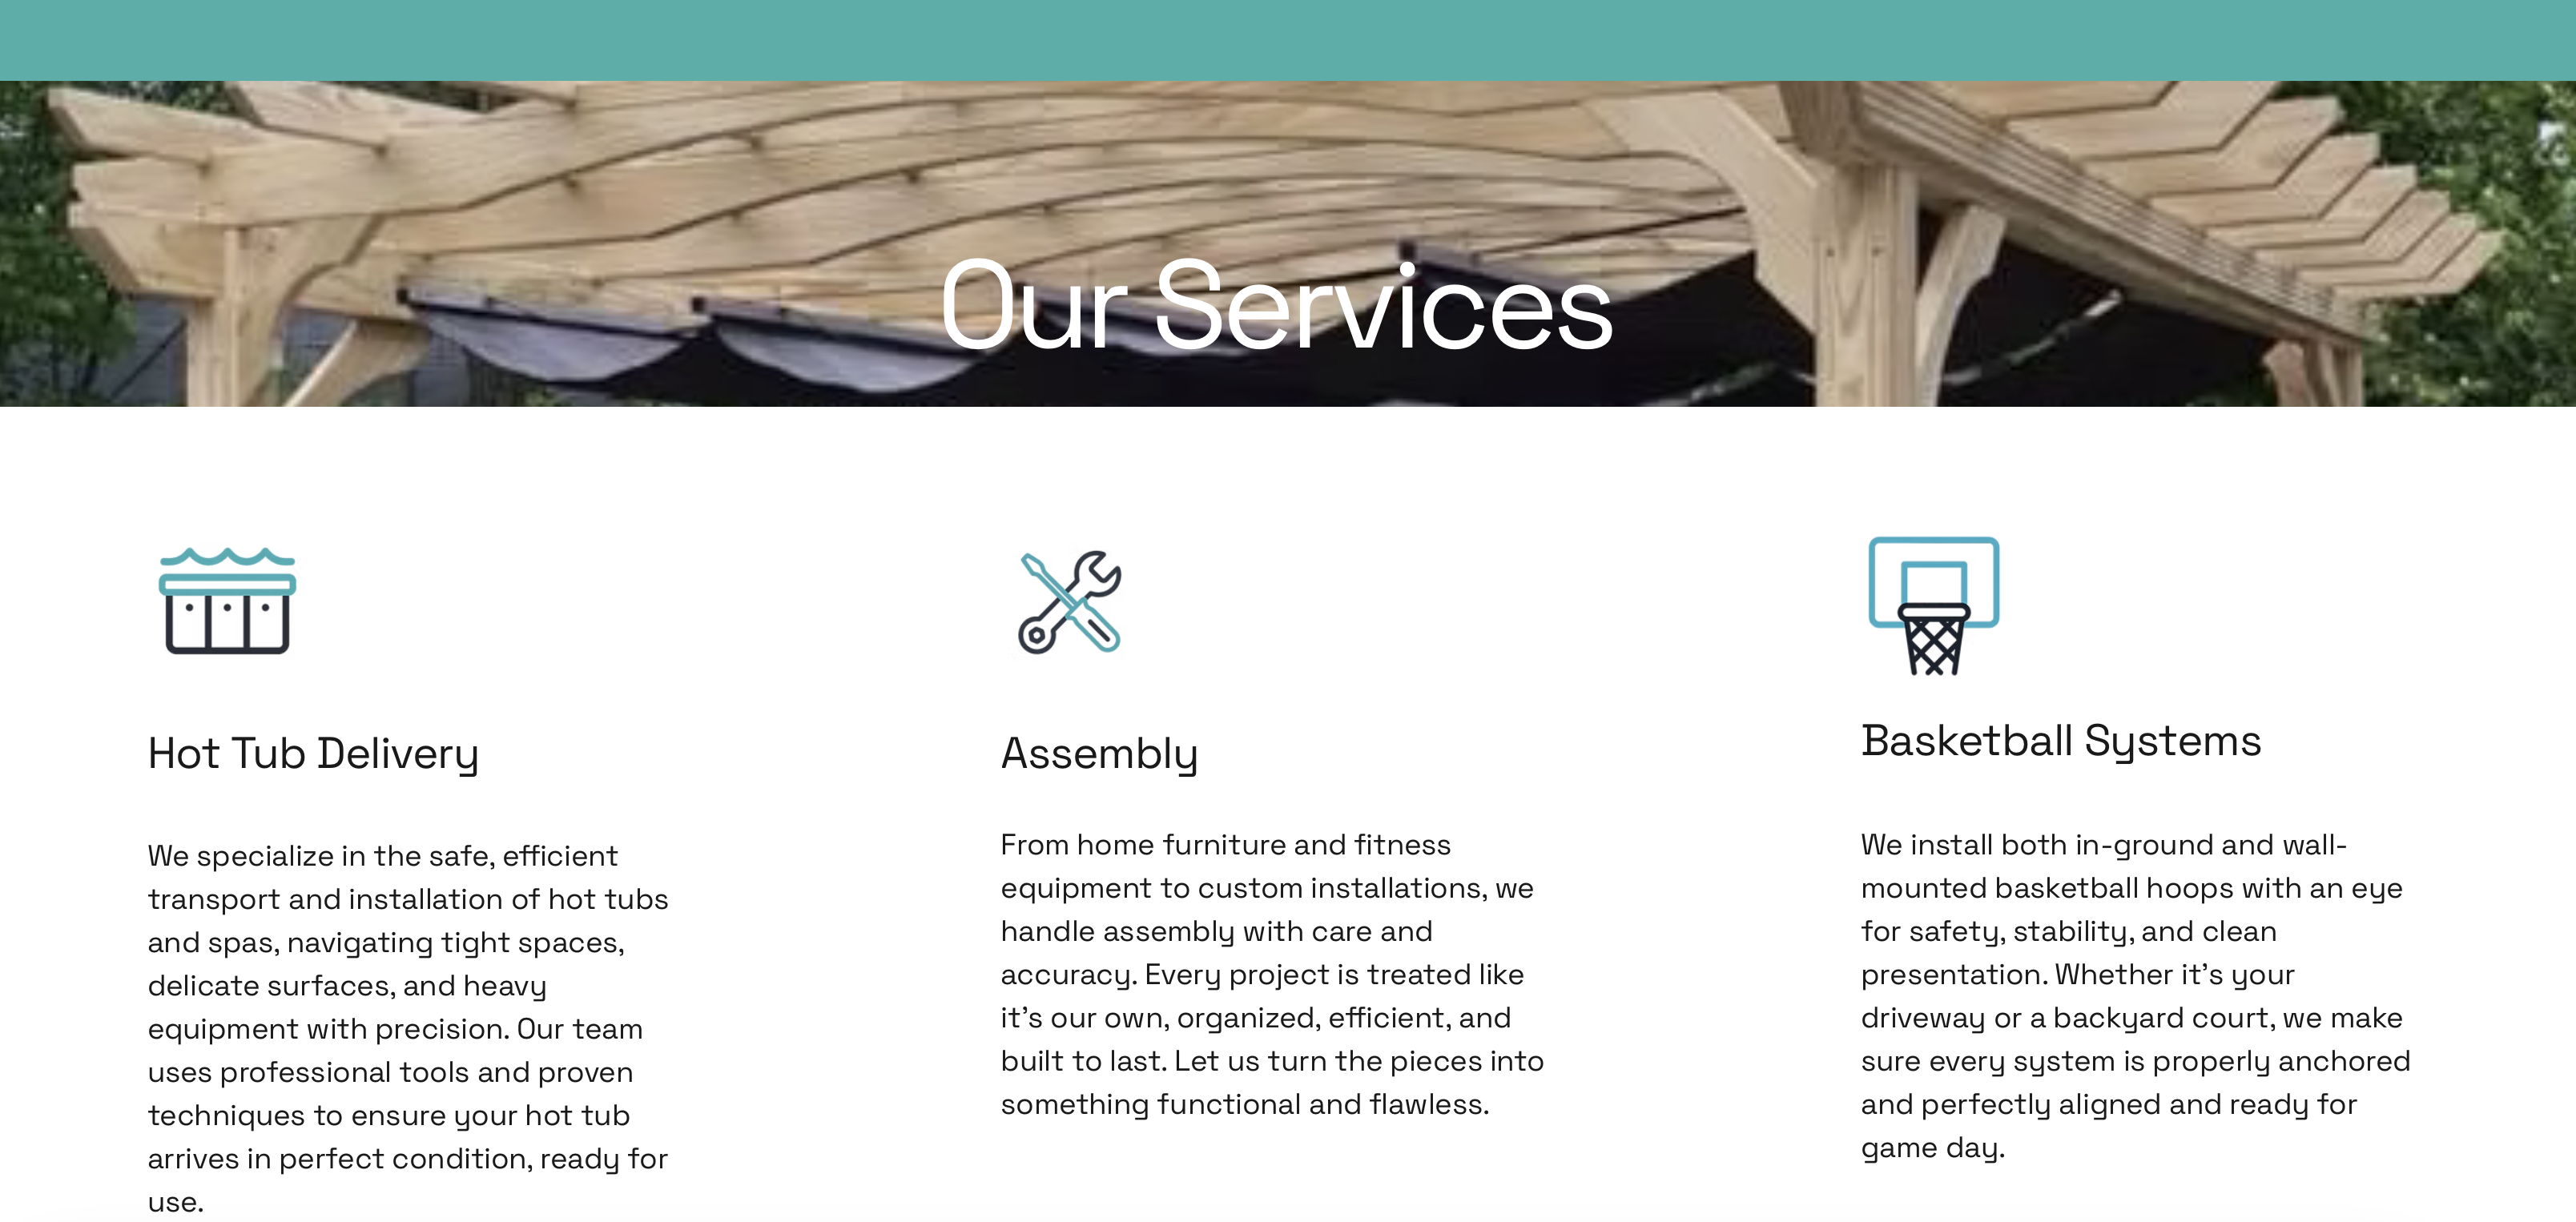 Our Services
Hot Tub Delivery
We specialize in the safe, efficient
transport and installation of hot tubs
and spas, navigating tight spaces,
delicate surfaces, and heavy
equipment with precision. Our team
uses professional tools and proven
techniques to ensure your hot tub
arrives in perfect condition, ready for
use.
Assembly
From home furniture and fitness
equipment to custom installations, we
handle assembly with care and
accuracy. Every project is treated like
it’s our own, organized, efficient, and
built to last. Let us turn the pieces into
something functional and flawless.
Basketball Systems
We install both in-ground and wall-
mounted basketball hoops with an eye
for safety, stability, and clean
presentation. Whether it’s your
driveway or a backyard court, we make
sure every system is properly anchored
and perfectly aligned and ready for
game day.